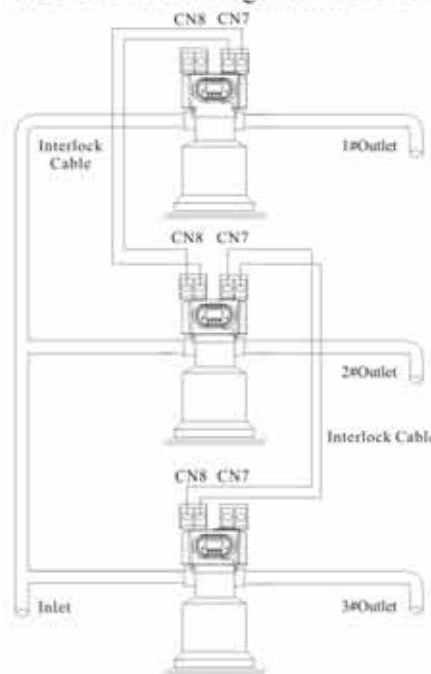 CN8 CN7
Interlock
Cable
1#Outlet
CN8 CN7
2#Outlet
Interlock Cable
CN8 CN7
Inlet
3#Outlet